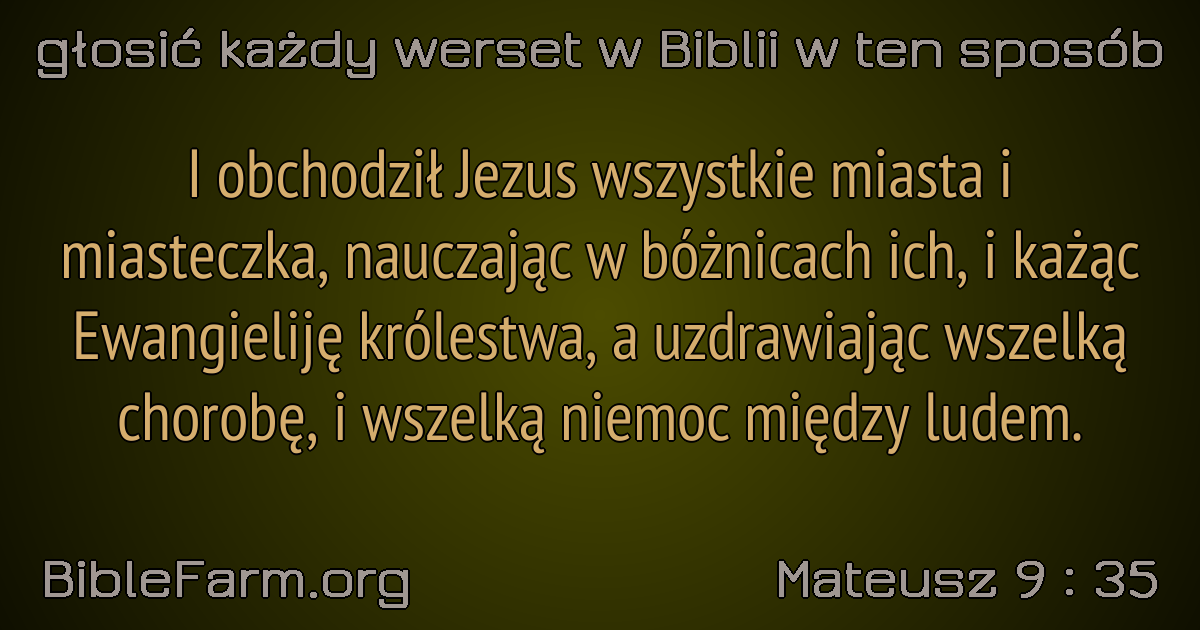 głosić każdy werset w Biblii w ten sposób
I obchodził Jezus wszystkie miasta i
miasteczka, nauczając w bóżnicach ich, i każąc
Ewangieliję królestwa, a uzdrawiając wszelką
chorobę, i wszelką niemoc między ludem.
BibleFarm.org
Mateusz 9 : 35